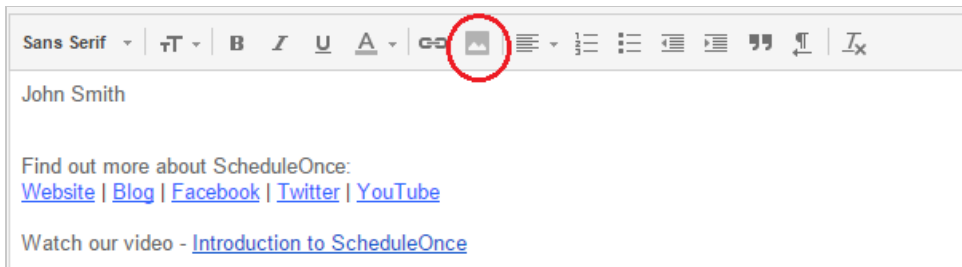 Sans Serif
John Smith
Find out more about ScheduleOnce:
Website | Blog | Facebook | Twitter | YouTube
Watch our video - Introduction to ScheduleOnce